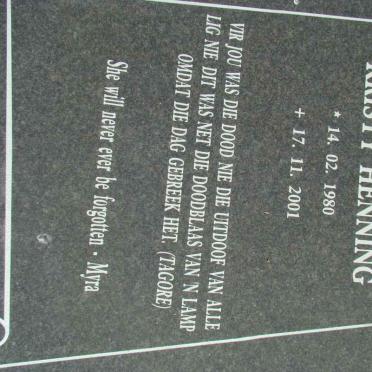 HENNING
* 14. 02. 1980
+ 17. 11. 2001
VIR JOU WAS DIE DOOD NIE DIE UITDOOF VAN ALLE
LIG NIE. DIT WAS NET DIE DOODBLAAS VAN 'N LAMP
OMDAT DIE DAG GEBREEK HET. (TAGORE)
She will never ever be forgotten - Myra